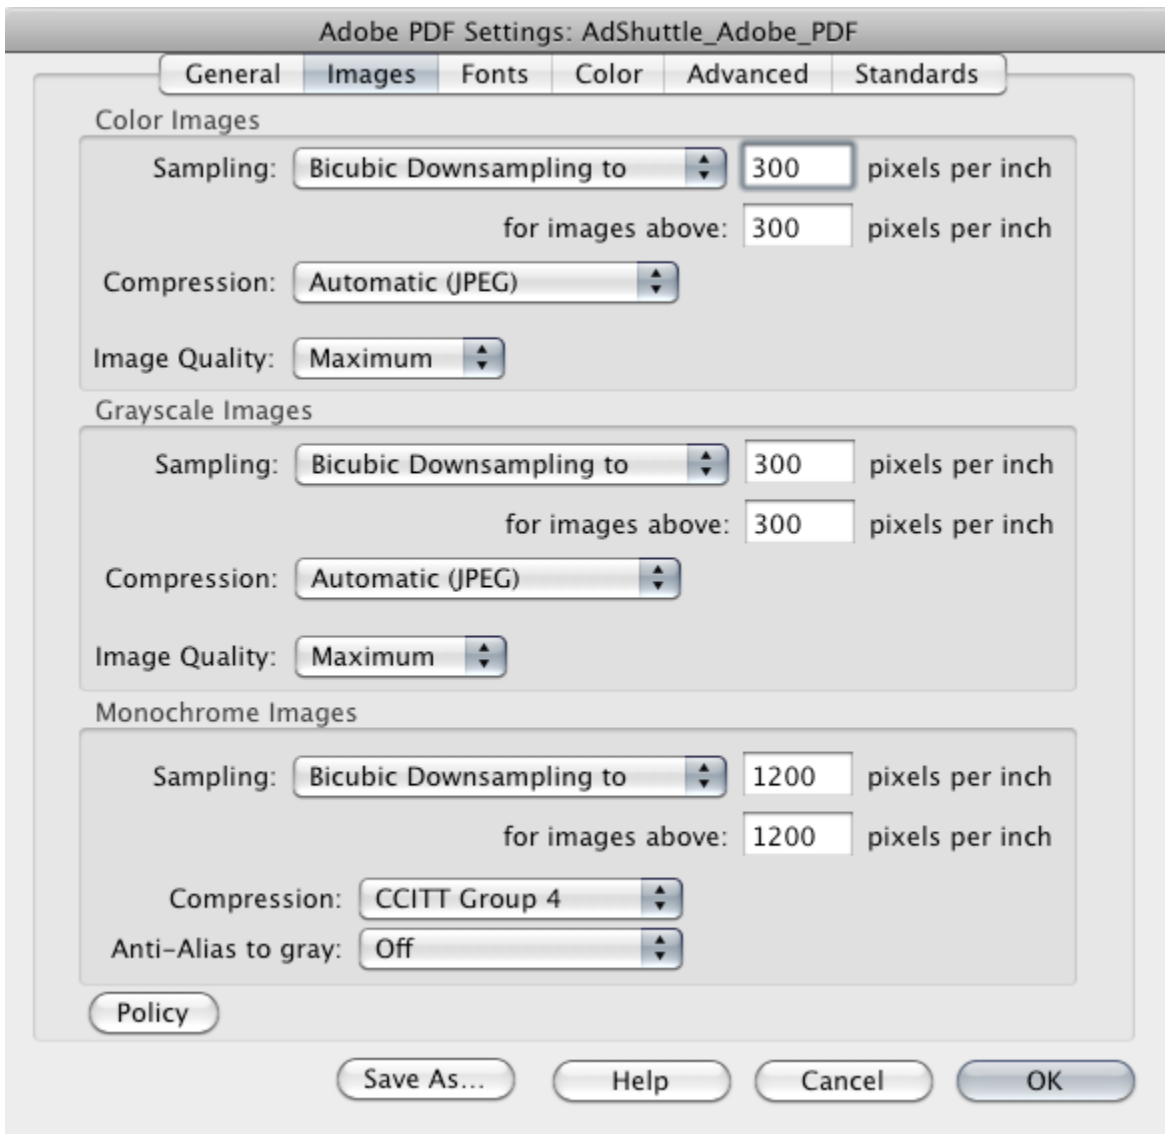 Adobe PDF Settings: AdShuttle_Adobe_PDF
General Images Fonts Color Advanced Standards
Color Images
Sampling: Bicubic Downsampling to 300 pixels per inch
for images above: 300 pixels per inch
Compression: Automatic (JPEG)
Image Quality: Maximum
Grayscale Images
Sampling: Bicubic Downsampling to 300 pixels per inch
for images above: 300 pixels per inch
Compression: Automatic (JPEG)
Image Quality: Maximum
Monochrome Images
Sampling: Bicubic Downsampling to 1200 pixels per inch
for images above: 1200 pixels per inch
Compression: CCITT Group 4
Anti-Alias to gray: Off
Policy
Save As... Help Cancel OK